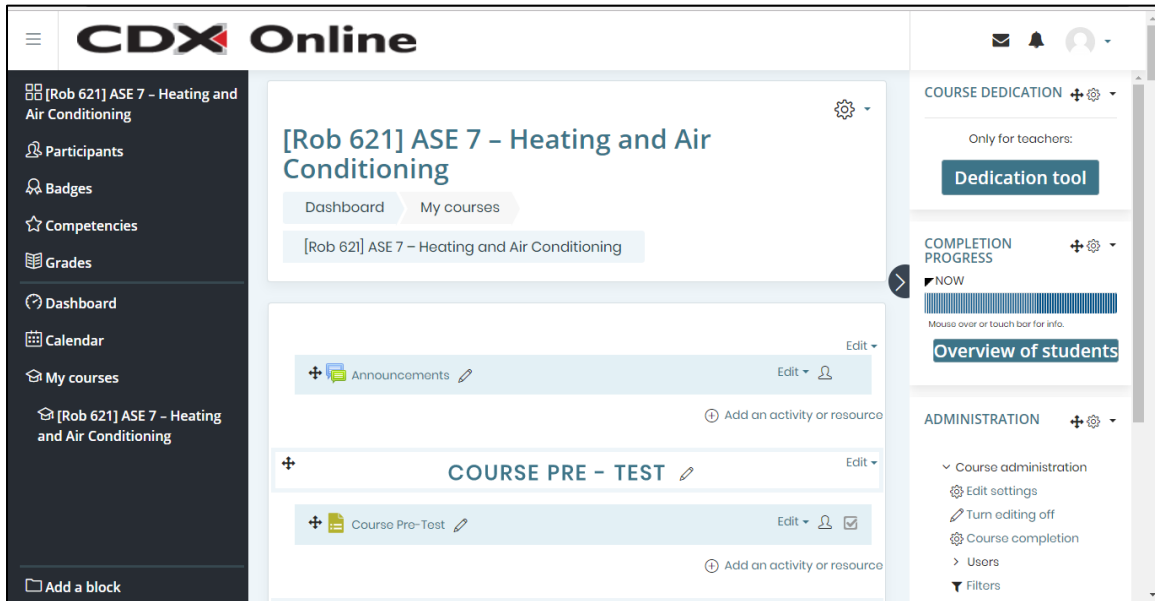 CDX Online
[Rob 621] ASE 7 – Heating and
Air Conditioning
Participants
Badges
Competencies
Grades
Dashboard
Calendar
My courses
[Rob 621] ASE 7 – Heating
and Air Conditioning
Add a block
[Rob 621] ASE 7 – Heating and Air
Conditioning
Dashboard
My courses
[Rob 621] ASE 7 – Heating and Air Conditioning
Edit
Announcements
Edit
Add an activity or resource
COURSE PRE - TEST
Edit
Course Pre-Test
Edit
Add an activity or resource
COURSE DEDICATION
Only for teachers:
Dedication tool
COMPLETION
PROGRESS
NOW
Mouse over or touch bar for info.
Overview of students
ADMINISTRATION
Course administration
Edit settings
Turn editing off
Course completion
Users
Filters